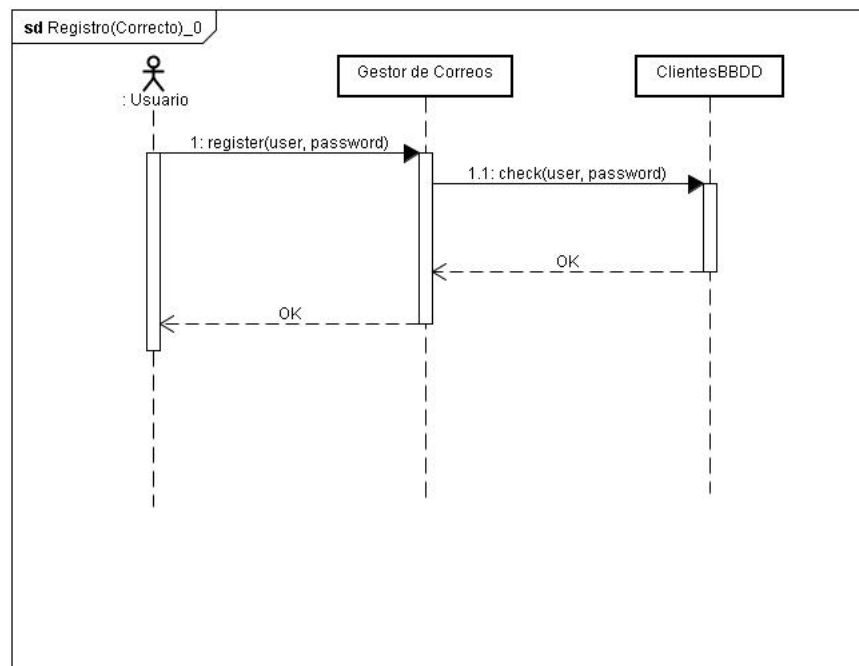 sd Registro(Correcto)_0
: Usuario
Gestor de Correos
ClientesBBDD
1: register(user, password)
1.1: check(user, password)
OK
OK